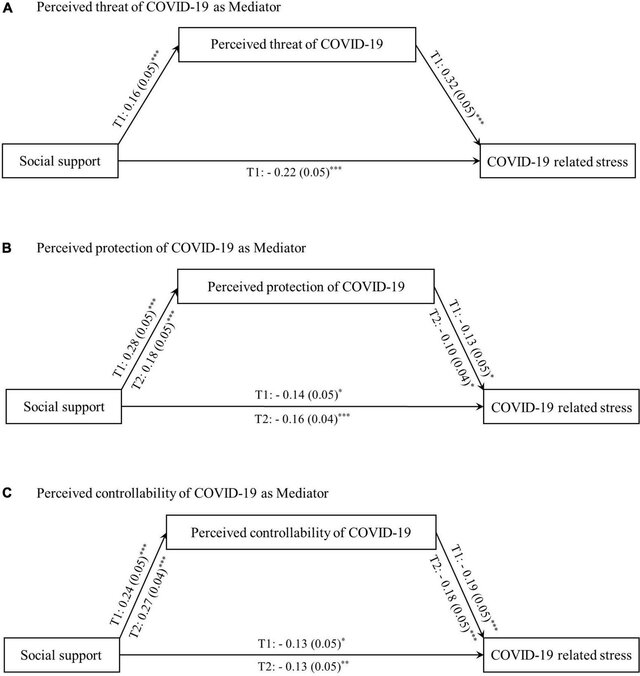 A Perceived threat of COVID-19 as Mediator
Perceived threat of COVID-19
T1: 0.16 (0.05)***
T1: 0.32 (0.05)***
Social support
COVID-19 related stress
T1: - 0.22 (0.05)***
B Perceived protection of COVID-19 as Mediator
Perceived protection of COVID-19
T1: 0.28 (0.05)***
T2: 0.18 (0.05)***
T1: - 0.13 (0.05)*
T2: - 0.10 (0.04)*
Social support
T1: - 0.14 (0.05)*
T2: - 0.16 (0.04)***
COVID-19 related stress
C Perceived controllability of COVID-19 as Mediator
Perceived controllability of COVID-19
T1: 0.24 (0.05)***
T2: 0.27 (0.04)***
T1: - 0.19 (0.05)***
T2: - 0.18 (0.05)***
Social support
T1: - 0.13 (0.05)*
T2: - 0.13 (0.05)**
COVID-19 related stress